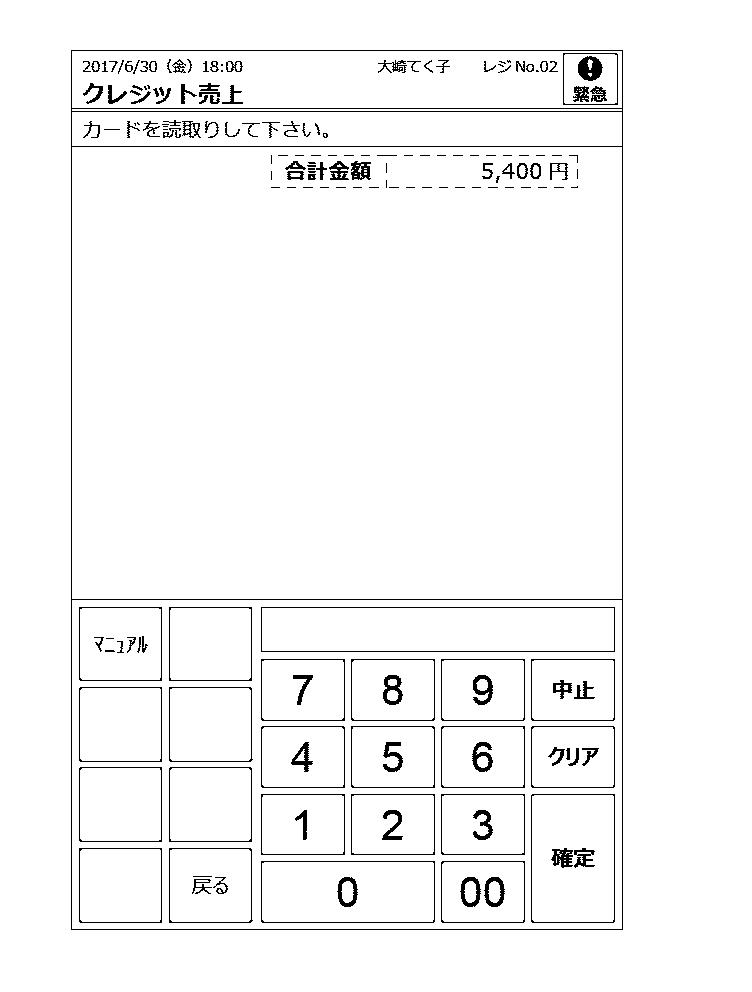 2017/6/30（金）18:00 大崎てく子 レジNo.02
緊急
クレジット売上
カードを読取りして下さい。
合計金額 5,400 円
ﾏﾆｭｱﾙ
7 8 9 中止
4 5 6 クリア
1 2 3
確定
戻る
0 00